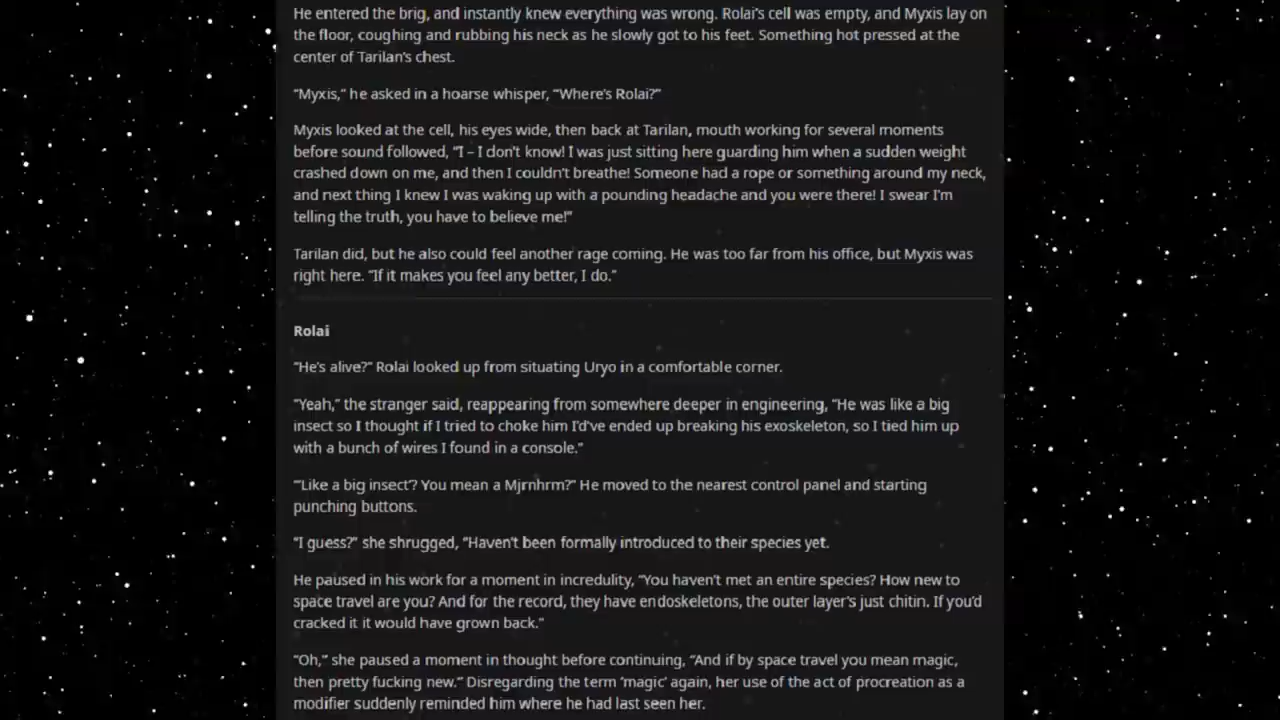 He entered the brig, and instantly knew everything was wrong. Rolai's cell was empty, and Myxis lay on
the floor, coughing and rubbing his neck as he slowly got to his feet. Something hot pressed at the
center of Tarilan's chest.
“Myxis,” he asked in a hoarse whisper, “Where's Rolai?”
Myxis looked at the cell, his eyes wide, then back at Tarilan, mouth working for several moments
before sound followed, “I – I don't know! I was just sitting here guarding him when a sudden weight
crashed down on me, and then I couldn't breathe! Someone had a rope or something around my neck,
and next thing I knew I was waking up with a pounding headache and you were there! I swear I'm
telling the truth, you have to believe me!”
Tarilan did, but he also could feel another rage coming. He was too far from his office, but Myxis was
right here. “If it makes you feel any better, I do.”
Rolai
“He's alive?” Rolai looked up from situating Uryo in a comfortable corner.
“Yeah,” the stranger said, reappearing from somewhere deeper in engineering, “He was like a big
insect so I thought if I tried to choke him I'd've ended up breaking his exoskeleton, so I tied him up
with a bunch of wires I found in a console.”
“'Like a big insect'? You mean a Mjrnhrm?” He moved to the nearest control panel and starting
punching buttons.
“I guess?” she shrugged, “Haven't been formally introduced to their species yet.
He paused in his work for a moment in incredulity, “You haven't met an entire species? How new to
space travel are you? And for the record, they have endoskeletons, the outer layer's just chitin. If you'd
cracked it it would have grown back.”
“Oh,” she paused a moment in thought before continuing, “And if by space travel you mean magic,
then pretty fucking new.” Disregarding the term 'magic' again, her use of the act of procreation as a
modifier suddenly reminded him where he had last seen her.